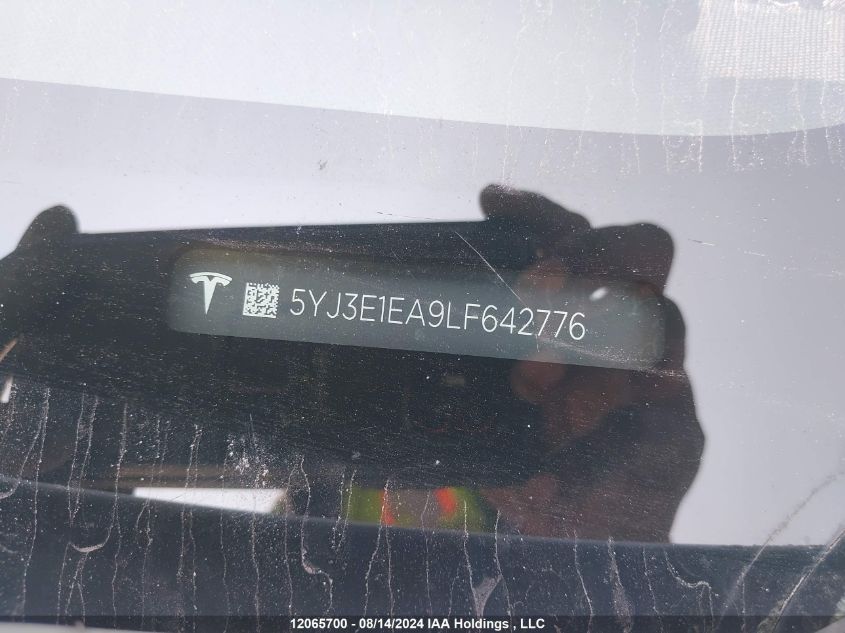 5YJ3E1EA9LF642776
12065700 - 08/14/2024 IAA Holdings , LLC